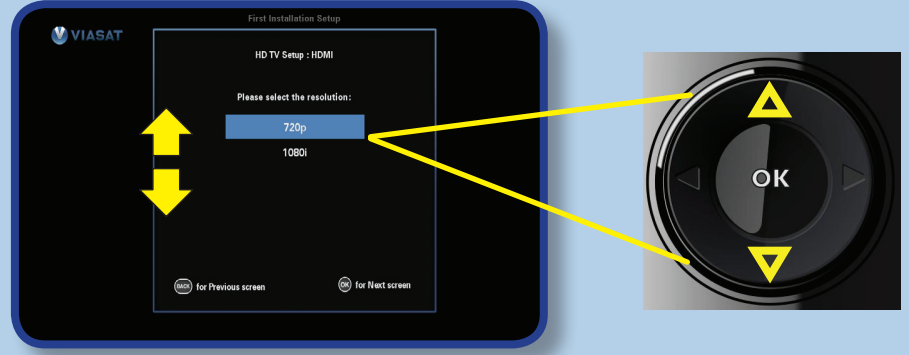 First Installation Setup
VIASAT
HD TV Setup : HDMI
Please select the resolution:
720p
1080i
BACK for Previous screen
OK for Next screen
OK